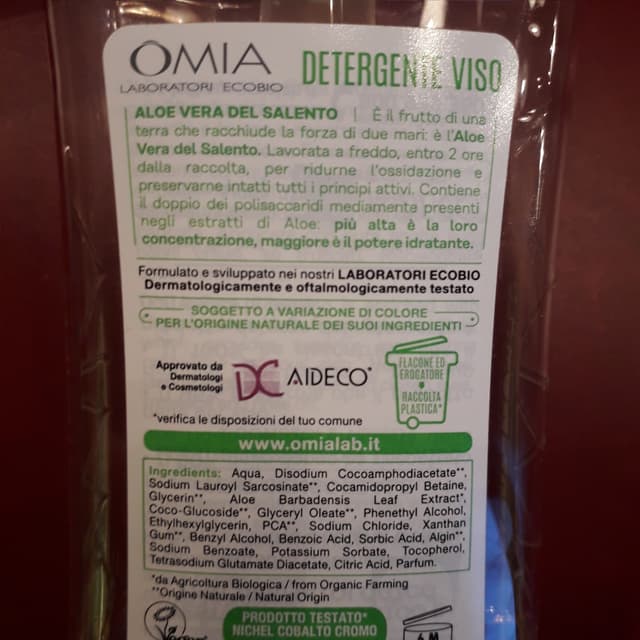 OMIA
LABORATORI ECOBIO
DETERGENTE VISO
ALOE VERA DEL SALENTO | È il frutto di una
terra che racchiude la forza di due mari: è l'Aloe
Vera del Salento. Lavorata a freddo, entro 2 ore
dalla raccolta, per ridurne l'ossidazione e
preservarne intatti tutti i principi attivi. Contiene
il doppio dei polisaccaridi mediamente presenti
negli estratti di Aloe: più alta è la loro
concentrazione, maggiore è il potere idratante.
Formulato e sviluppato nei nostri LABORATORI ECOBIO
Dermatologicamente e oftalmologicamente testato
SOGGETTO A VARIAZIONE DI COLORE
PER L'ORIGINE NATURALE DEI SUOI INGREDIENTI
Approvato da
Dermatologi
e Cosmetologi
DC AIDECO*
FLACONE ED
EROGATORE
RACCOLTA
PLASTICA*
*verifica le disposizioni del tuo comune
www.omialab.it
Ingredients: Aqua, Disodium Cocoamphodiacetate**,
Sodium Lauroyl Sarcosinate**, Cocamidopropyl Betaine,
Glycerin**, Aloe Barbadensis Leaf Extract*,
Coco-Glucoside**, Glyceryl Oleate**, Phenethyl Alcohol,
Ethylhexylglycerin, PCA**, Sodium Chloride, Xanthan
Gum**, Benzyl Alcohol, Benzoic Acid, Sorbic Acid, Algin**,
Sodium Benzoate, Potassium Sorbate, Tocopherol,
Tetrasodium Glutamate Diacetate, Citric Acid, Parfum.
*da Agricoltura Biologica / from Organic Farming
**Origine Naturale / Natural Origin
PRODOTTO TESTATO*
NICHEL COBALTO CROMO
6 M